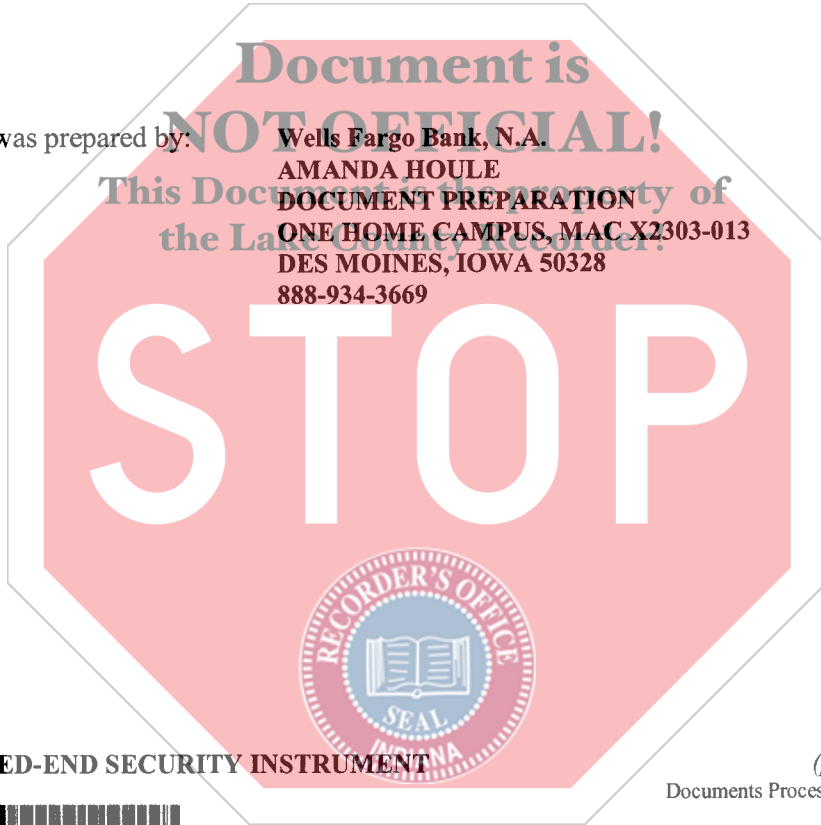 Document is
NOT OFFICIAL!
This Document is the property of
the Lake County Recorder!
was prepared by: Wells Fargo Bank, N.A.
AMANDA HOULE
DOCUMENT PREPARATION
ONE HOME CAMPUS, MAC X2303-013
DES MOINES, IOWA 50328
888-934-3669
STOP
RECORDER'S OFFICE
SEAL
INDIANA
ED-END SECURITY INSTRUMENT
Documents Proces